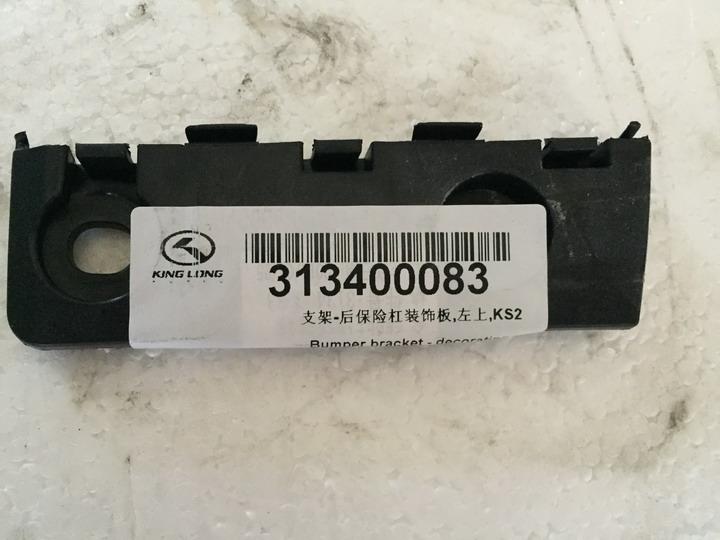 KING LONG
313400083
支架-后保险杠装饰板,左上,KS2
Bumper bracket - decorati